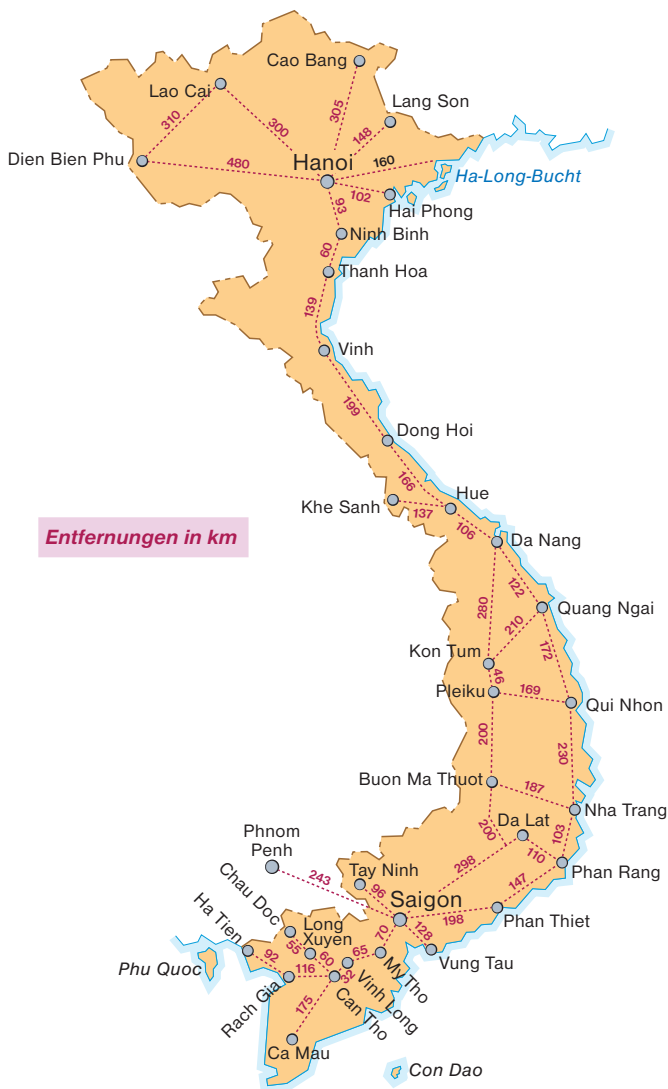 Cao Bang
Lao Cai
Lang Son
305
310
300
148
Dien Bien Phu
Hanoi
160
480
Ha-Long-Bucht
102
Hai Phong
93
Ninh Binh
60
Thanh Hoa
139
Vinh
199
Dong Hoi
166
Khe Sanh
Hue
137
106
Entfernungen in km
Da Nang
122
280
Quang Ngai
210
Kon Tum
172
46
Pleiku
169
Qui Nhon
200
230
Buon Ma Thuot
187
Nha Trang
Da Lat
200
103
Phnom
Penh
110
298
Phan Rang
243
Tay Ninh
96
147
Chau Doc
Saigon
198
Phan Thiet
Ha Tien
Long
Xuyen
70
128
Vung Tau
55
60
65
My Tho
92
Phu Quoc
116
32
Vinh Long
Rach Gia
Can Tho
175
Ca Mau
Con Dao